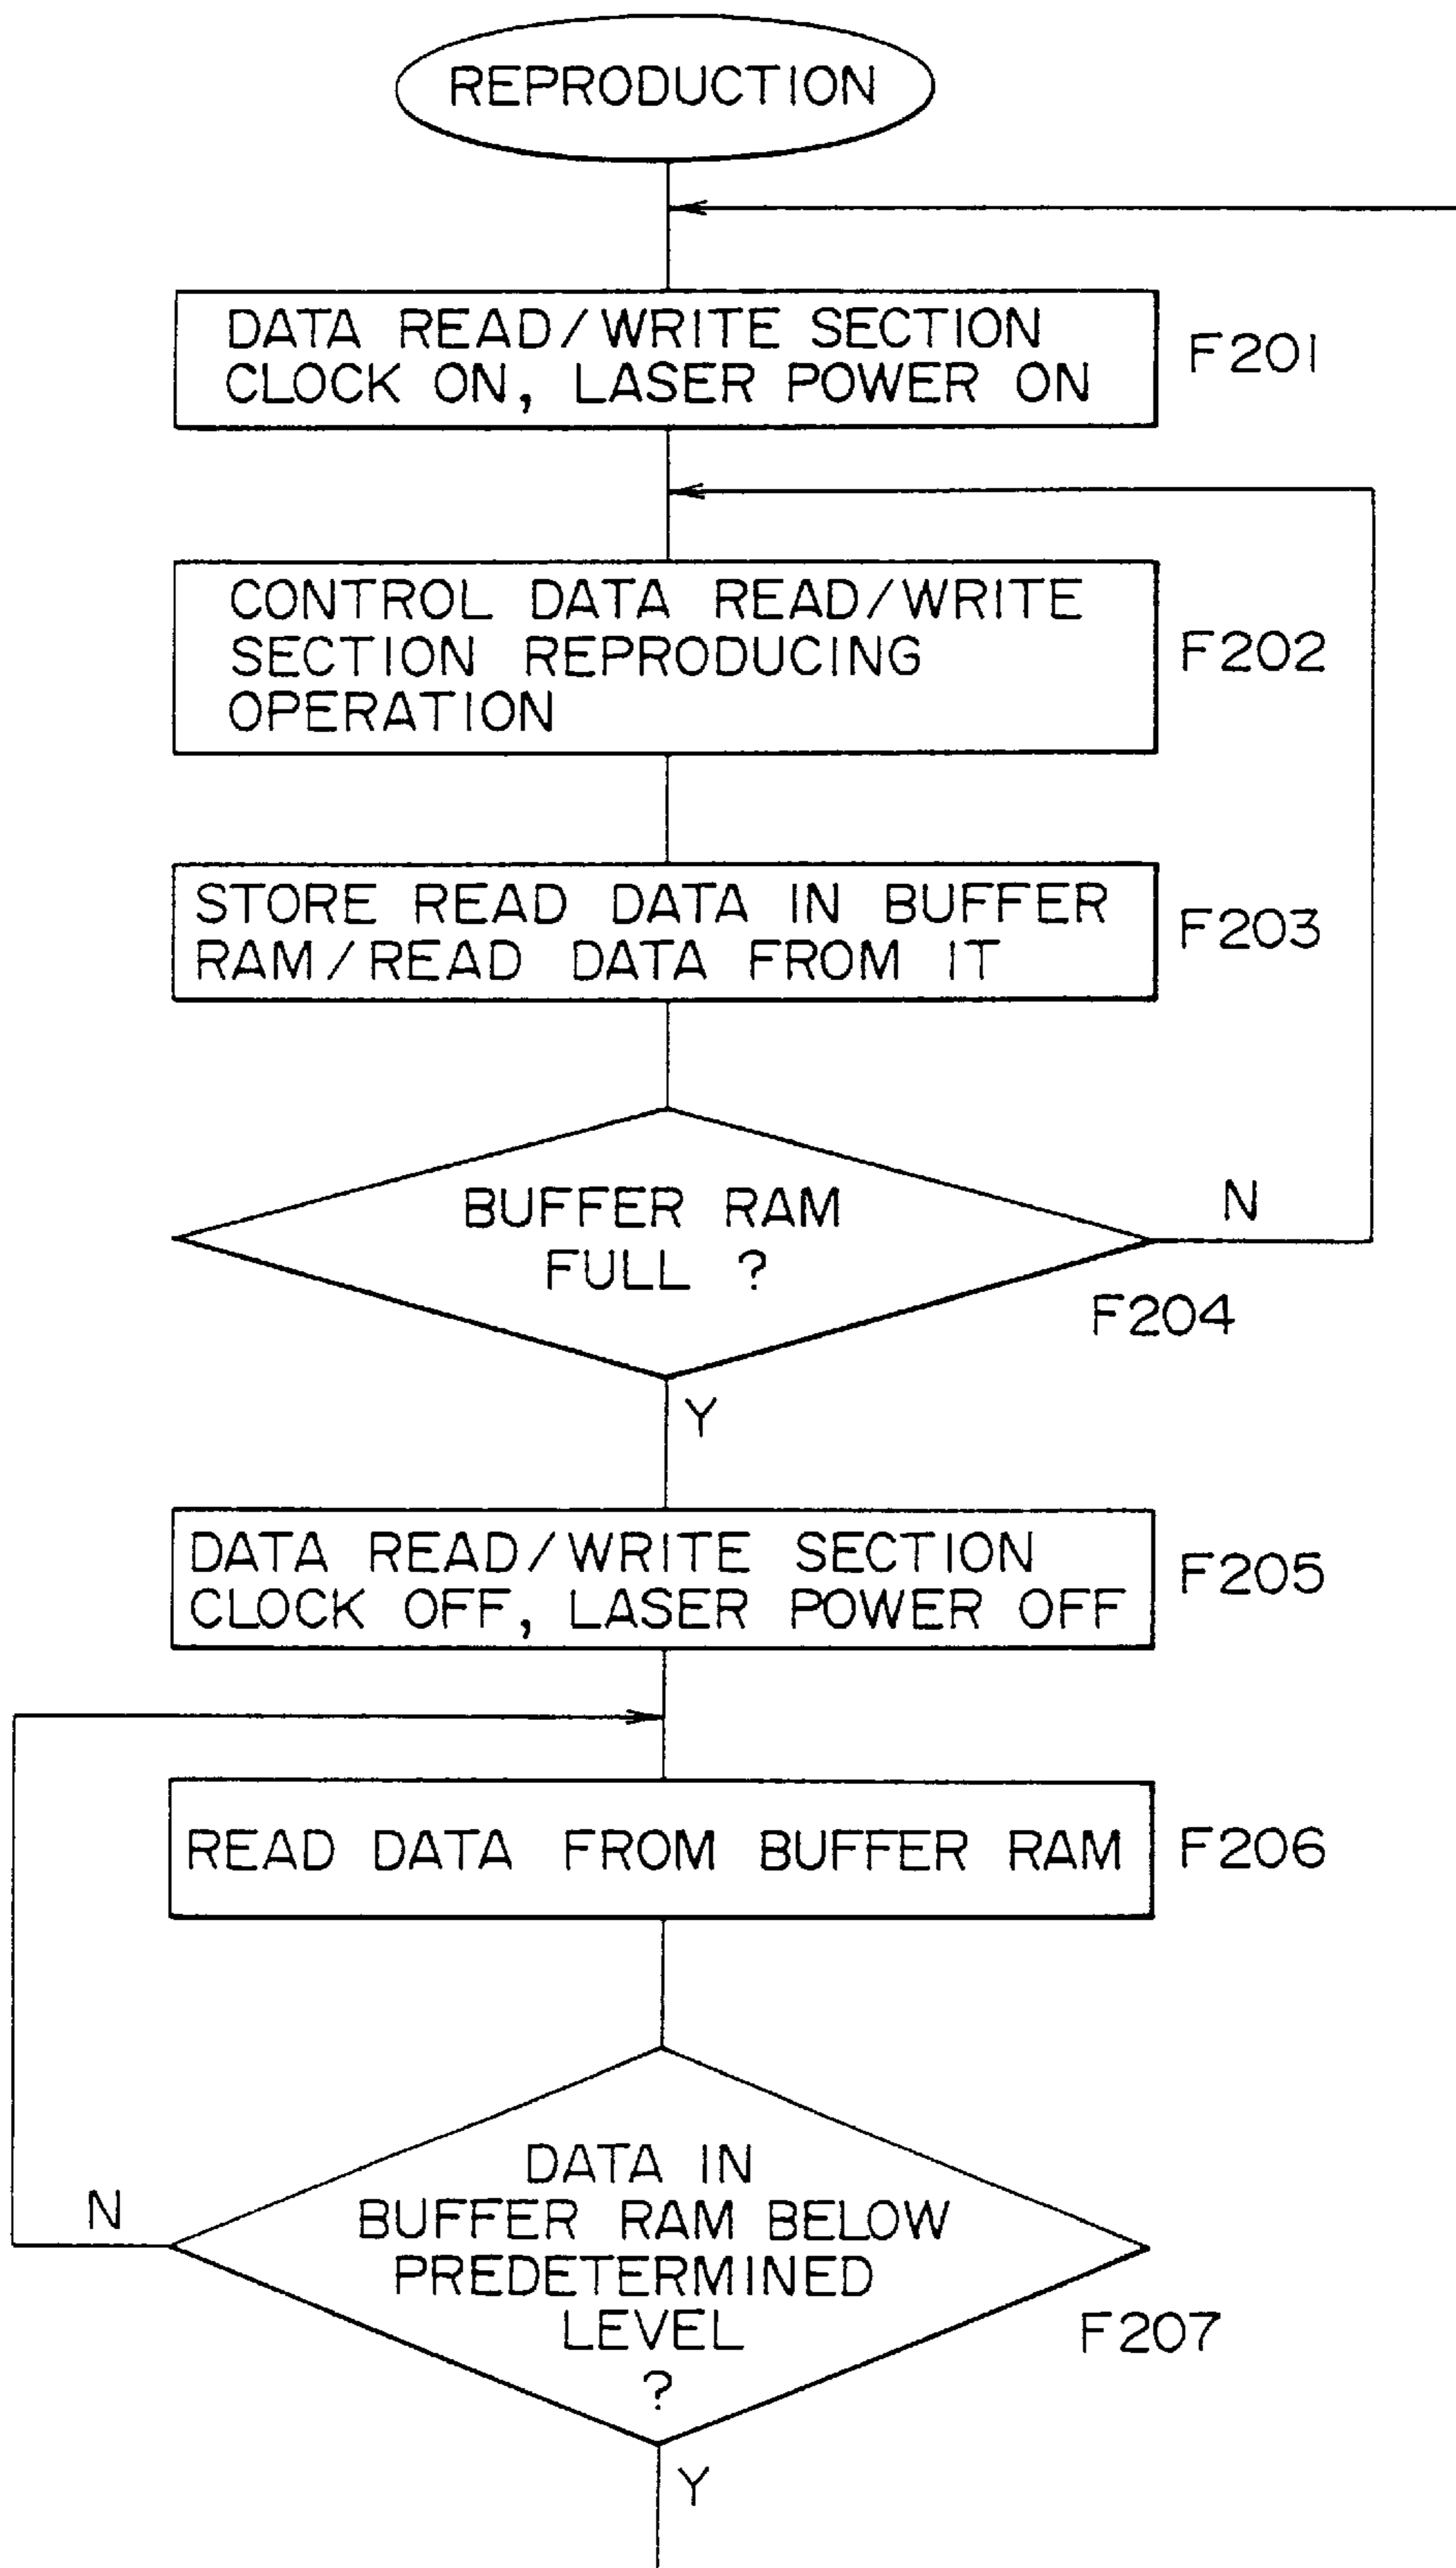 REPRODUCTION
DATA READ/WRITE SECTION
CLOCK ON, LASER POWER ON
F201
CONTROL DATA READ/WRITE
SECTION REPRODUCING
OPERATION
F202
STORE READ DATA IN BUFFER
RAM/READ DATA FROM IT
F203
BUFFER RAM
FULL ?
N
F204
Y
DATA READ/WRITE SECTION
CLOCK OFF, LASER POWER OFF
F205
READ DATA FROM BUFFER RAM
F206
DATA IN
BUFFER RAM BELOW
PREDETERMINED
LEVEL
?
N
F207
Y